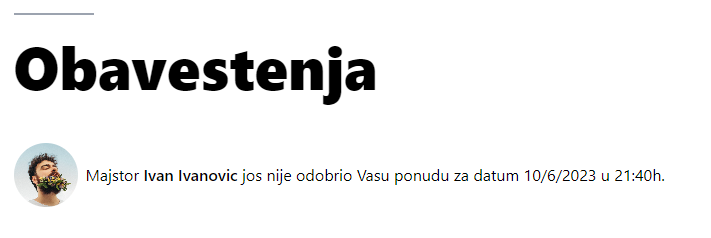 Obavestenja
Majstor Ivan Ivanovic jos nije odobrio Vasu ponudu za datum 10/6/2023 u 21:40h.